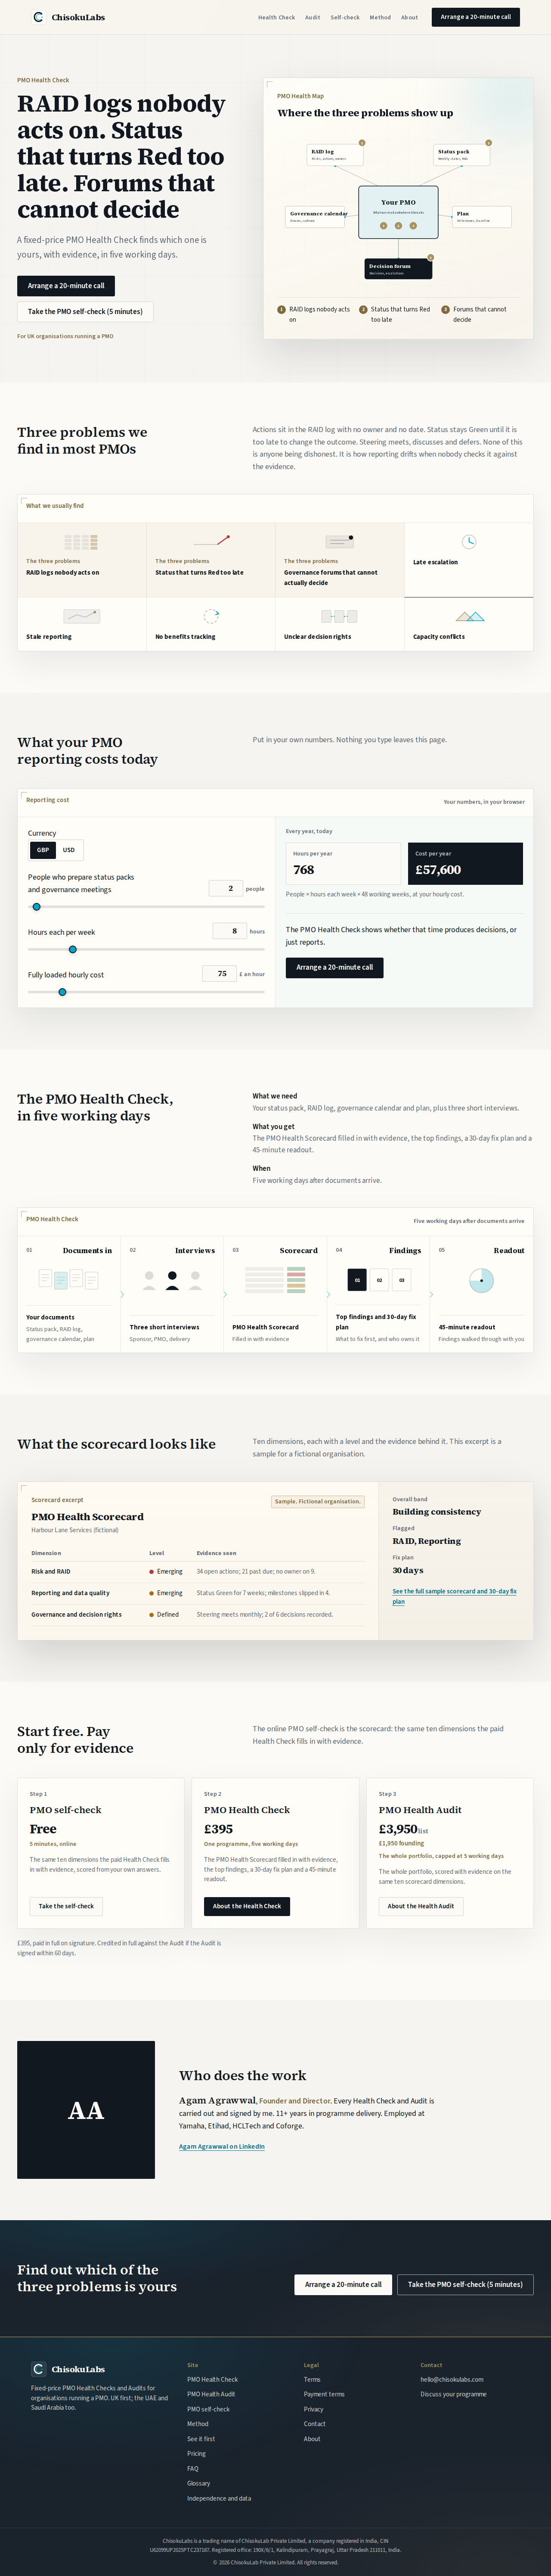 ChisokuLabs
Health Check Audit Self-check Method About Arrange a 20-minute call
PMO Health Check
RAID logs nobody
acts on. Status
that turns Red too
late. Forums that
cannot decide
A fixed-price PMO Health Check finds which one is
yours, with evidence, in five working days.
Arrange a 20-minute call
Take the PMO self-check (5 minutes)
For UK organisations running a PMO
PMO Health Map
Where the three problems show up
RAID log
Status pack
Your PMO
Governance calendar
Plan
Decision forum
1 RAID logs nobody acts on
2 Status that turns Red too late
3 Forums that cannot decide
Three problems we
find in most PMOs
Actions sit in the RAID log with no owner and no date. Status stays Green until it is
too late to change the outcome. Steering meets, discusses and defers. None of this
is anyone being dishonest. It is how reporting drifts when nobody checks it against
the evidence.
What we usually find
The three problems
RAID logs nobody acts on
The three problems
Status that turns Red too late
The three problems
Governance forums that cannot
actually decide
Late escalation
Stale reporting
No benefits tracking
Unclear decision rights
Capacity conflicts
What your PMO
reporting costs today
Put in your own numbers. Nothing you type leaves this page.
Reporting cost
Your numbers, in your browser
Currency
GBP USD
People who prepare status packs
and governance meetings
2 people
Hours each per week
8 hours
Fully loaded hourly cost
75 £ an hour
Every year, today
Hours per year
768
Cost per year
£57,600
People × hours each week × 48 working weeks, at your hourly cost.
The PMO Health Check shows whether that time produces decisions, or
just reports.
Arrange a 20-minute call
The PMO Health Check,
in five working days
What we need
Your status pack, RAID log, governance calendar and plan, plus three short interviews.
What you get
The PMO Health Scorecard filled in with evidence, the top findings, a 30-day fix plan and a
45-minute readout.
When
Five working days after documents arrive.
PMO Health Check
Five working days after documents arrive
01 Documents in
Your documents
Status pack, RAID log,
governance calendar, plan
02 Interviews
Three short interviews
Sponsor, PMO, delivery
03 Scorecard
PMO Health Scorecard
Filled in with evidence
04 Findings
01 02 03
Top findings and 30-day fix
plan
What to fix first, and who owns it
05 Readout
45-minute readout
Findings walked through with you
What the scorecard looks like
Ten dimensions, each with a level and the evidence behind it. This excerpt is a
sample for a fictional organisation.
Scorecard excerpt
Sample. Fictional organisation.
PMO Health Scorecard
Harbour Lane Services (fictional)
Dimension Level Evidence seen
Risk and RAID Emerging 34 open actions; 21 past due; no owner on 9.
Reporting and data quality Emerging Status Green for 7 weeks; milestones slipped in 4.
Governance and decision rights Defined Steering meets monthly; 2 of 6 decisions recorded.
Overall band
Building consistency
Flagged
RAID, Reporting
Fix plan
30 days
See the full sample scorecard and 30-day fix
plan
Start free. Pay
only for evidence
The online PMO self-check is the scorecard: the same ten dimensions the paid
Health Check fills in with evidence.
Step 1
PMO self-check
Free
5 minutes, online
The same ten dimensions the paid Health Check fills
in with evidence, scored from your own answers.
Take the self-check
Step 2
PMO Health Check
£395
One programme, five working days
The PMO Health Scorecard filled in with evidence,
the top findings, a 30-day fix plan and a 45-minute
readout.
About the Health Check
Step 3
PMO Health Audit
£3,950 list
£1,950 founding
The whole portfolio, capped at 5 working days
The whole portfolio, scored with evidence on the
same ten scorecard dimensions.
About the Health Audit
£395, paid in full on signature. Credited in full against the Audit if the Audit is
signed within 60 days.
AA
Who does the work
Agam Agrawwal, Founder and Director. Every Health Check and Audit is
carried out and signed by me. 11+ years in programme delivery. Employed at
Yamaha, Etihad, HCLTech and Coforge.
Agam Agrawwal on LinkedIn
Find out which of the
three problems is yours
Arrange a 20-minute call
Take the PMO self-check (5 minutes)
ChisokuLabs
Fixed-price PMO Health Checks and Audits for
organisations running a PMO. UK first; the UAE and
Saudi Arabia too.
Site
PMO Health Check
PMO Health Audit
PMO self-check
Method
See it first
Pricing
FAQ
Glossary
Independence and data
Legal
Terms
Payment terms
Privacy
Contact
About
Contact
hello@chisokulabs.com
Discuss your programme
ChisokuLabs is a trading name of ChisokuLab Private Limited, a company registered in India, CIN
U62099UP2025PTC237187. Registered office: 190X/6/1, Kalindipuram, Prayagraj, Uttar Pradesh 211011, India.
© 2026 ChisokuLab Private Limited. All rights reserved.